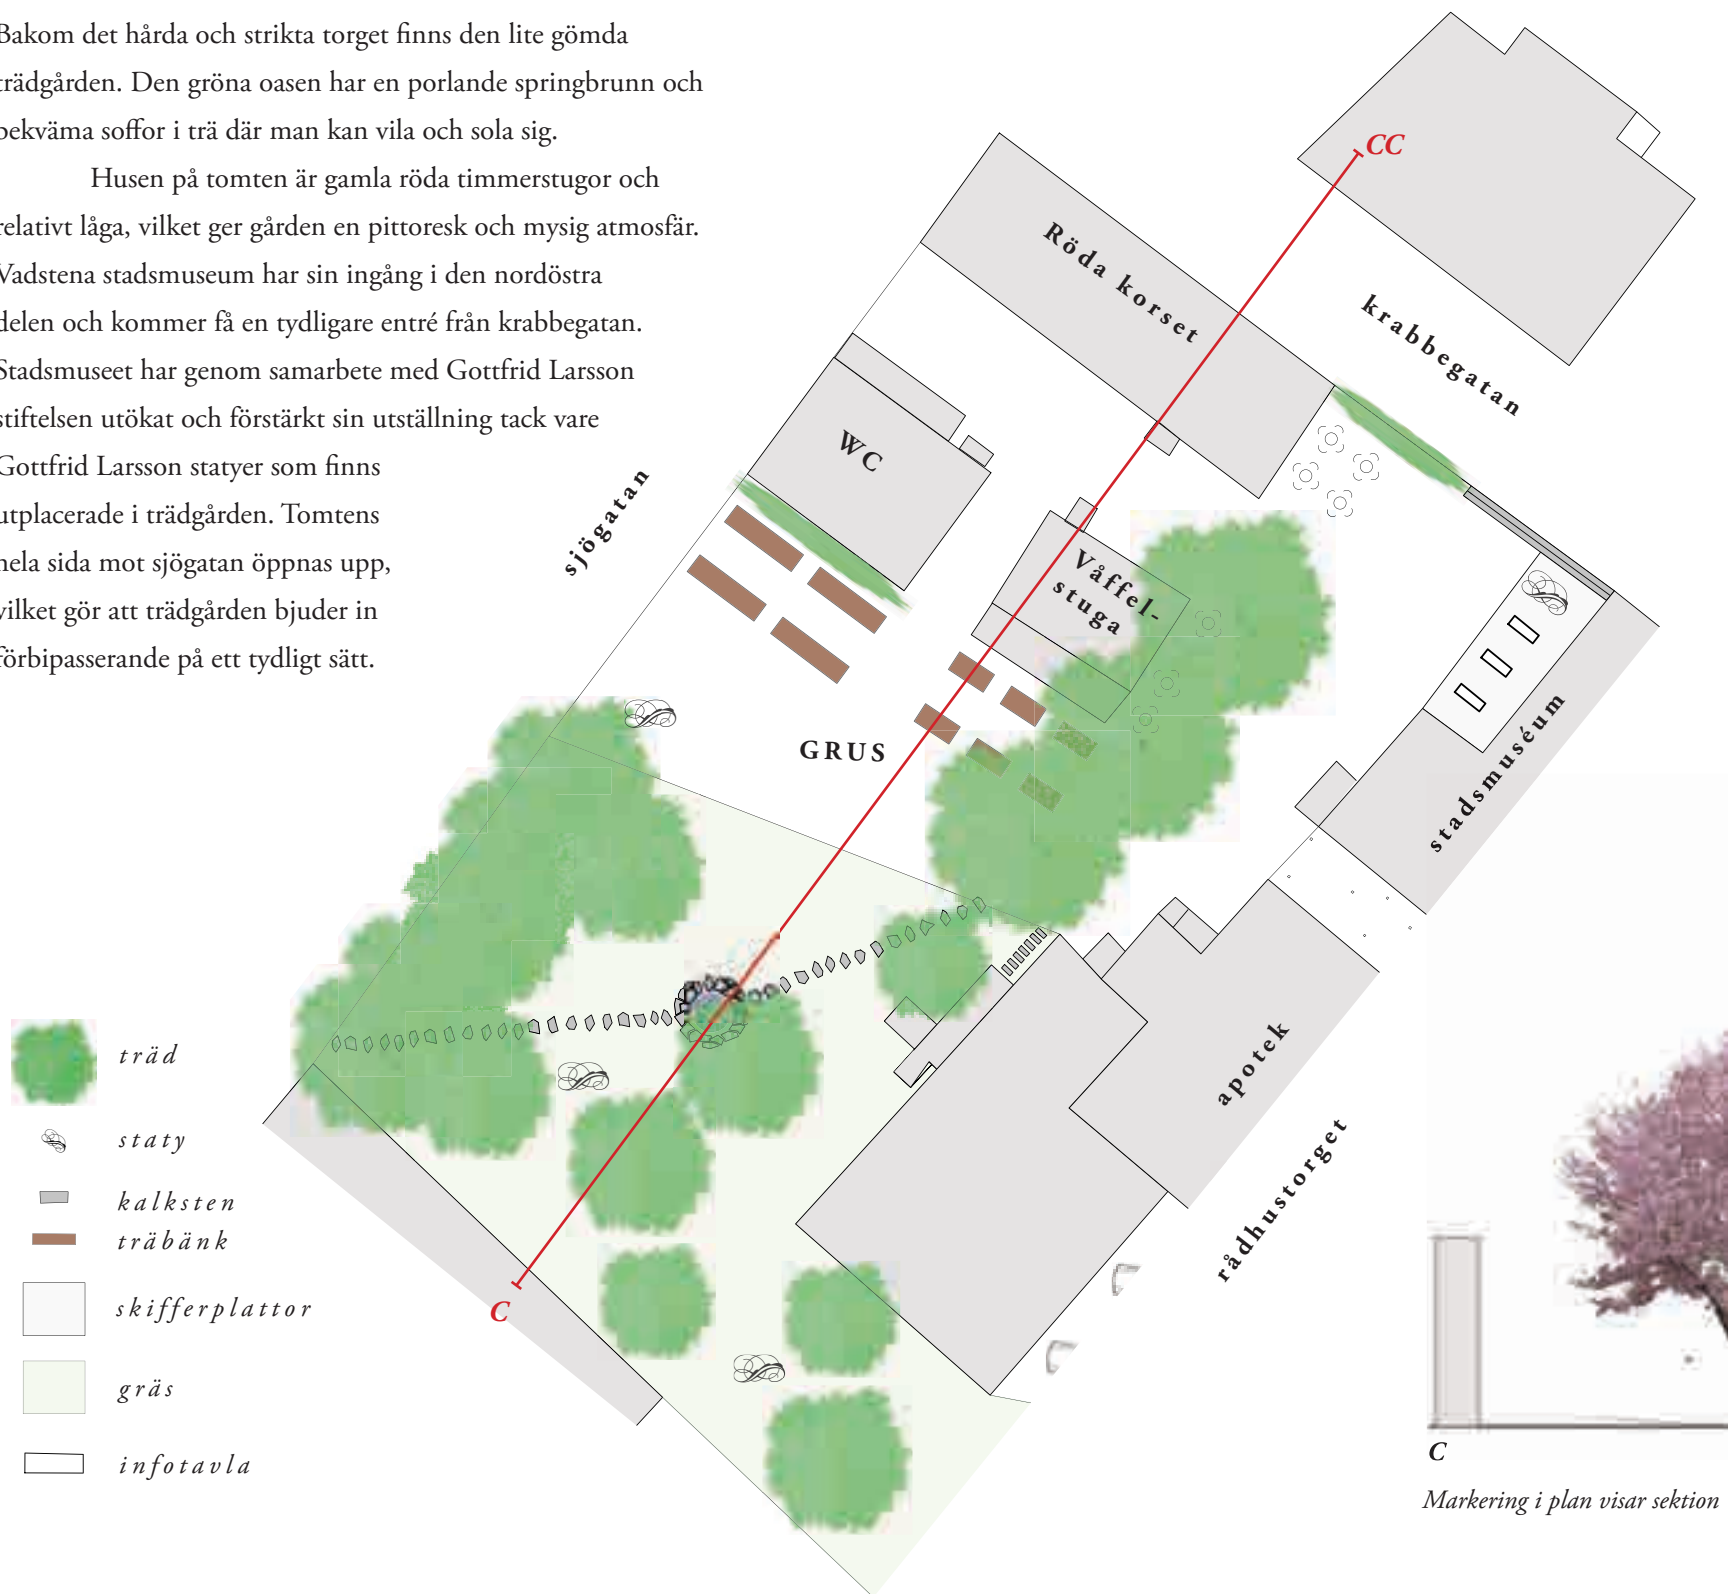 Bakom det hårda och strikta torget finns den lite gömda
trädgården. Den gröna oasen har en porlande springbrunn och
bekväma soffor i trä där man kan vila och sola sig.
Husen på tomten är gamla röda timmerstugor och
relativt låga, vilket ger gården en pittoresk och mysig atmosfär.
Vadstena stadsmuseum har sin ingång i den nordöstra
delen och kommer få en tydligare entré från krabbegatan.
Stadsmuseet har genom samarbete med Gottfrid Larsson
stiftelsen utökat och förstärkt sin utställning tack vare
Gottfrid Larsson statyer som finns
utplacerade i trädgården. Tomtens
hela sida mot sjögatan öppnas upp,
vilket gör att trädgården bjuder in
förbipasserande på ett tydligt sätt.
CC
Röda korset
krabbegatan
WC
sjögatan
Våffel-
stuga
GRUS
stadsmuséum
apotek
rådhustorget
C
träd
staty
kalksten
träbänk
skifferplattor
gräs
infotavla
C
Markering i plan visar sektion